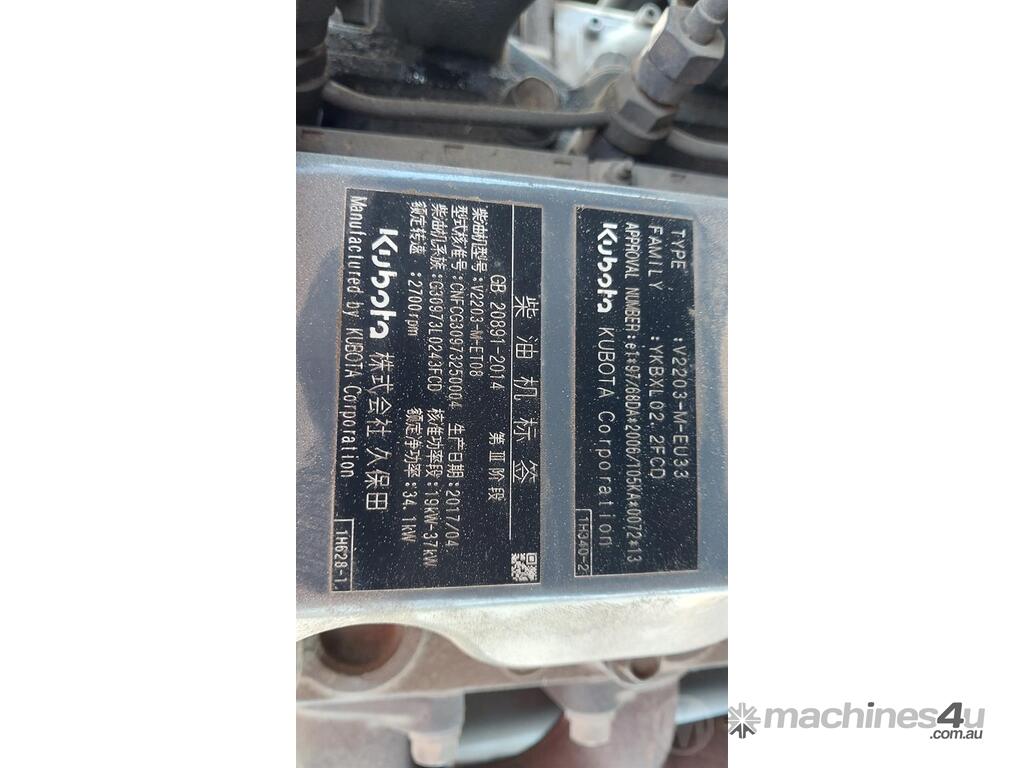 TYPE :V2203-M-EU33
FAMILY :YKBXL02.2FCD
APPROVAL NUMBER:e1*97/68DA*2006/105KA*0072*13
Kubota KUBOTA Corporation
1H340-2
柴油机标签
GB 20891-2014 第Ⅲ阶段
柴油机型号:V2203-M-ET08
型式核准号:CNFCG30973250004 生产日期:2017/04
柴油机系族:G30973L0243FCD 核准功率段:19kW-37kW
额定转速:2700rpm 额定净功率:34.1kW
Kubota 株式会社久保田
Manufactured by KUBOTA Corporation
1H628-1
machines4u
.com.au